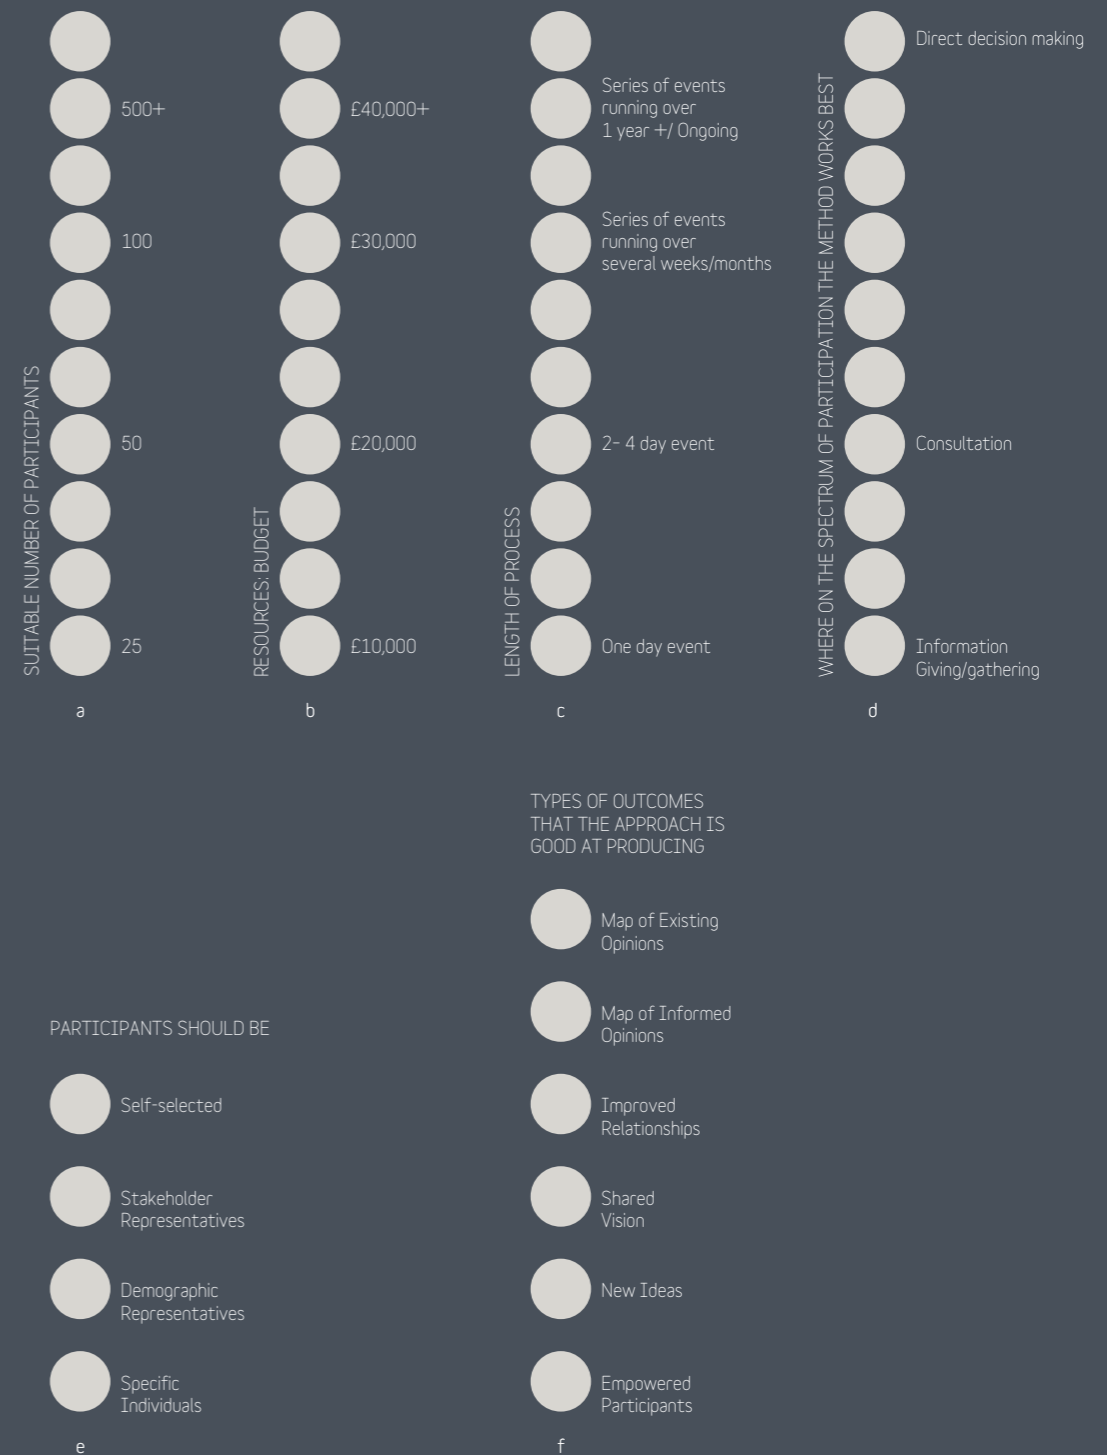 SUITABLE NUMBER OF PARTICIPANTS
500+
100
50
25
a
RESOURCES: BUDGET
£40,000+
£30,000
£20,000
£10,000
b
LENGTH OF PROCESS
Series of events
running over
1 year +/ Ongoing
Series of events
running over
several weeks/months
2- 4 day event
One day event
c
WHERE ON THE SPECTRUM OF PARTICIPATION THE METHOD WORKS BEST
Direct decision making
Consultation
Information
Giving/gathering
d
PARTICIPANTS SHOULD BE
Self-selected
Stakeholder
Representatives
Demographic
Representatives
Specific
Individuals
e
TYPES OF OUTCOMES
THAT THE APPROACH IS
GOOD AT PRODUCING
Map of Existing
Opinions
Map of Informed
Opinions
Improved
Relationships
Shared
Vision
New Ideas
Empowered
Participants
f